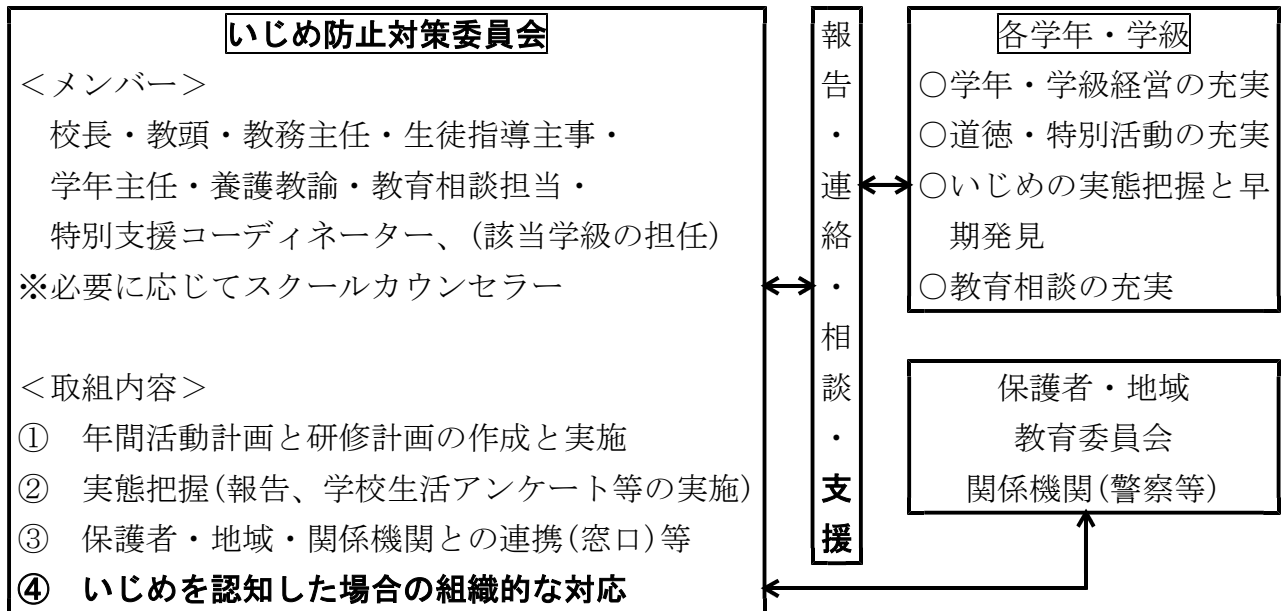 いじめ防止対策委員会
＜メンバー＞
校長・教頭・教務主任・生徒指導主事・
学年主任・養護教諭・教育相談担当・
特別支援コーディネーター、(該当学級の担任)
※必要に応じてスクールカウンセラー
＜取組内容＞
① 年間活動計画と研修計画の作成と実施
② 実態把握(報告、学校生活アンケート等の実施)
③ 保護者・地域・関係機関との連携(窓口)等
④ いじめを認知した場合の組織的な対応
報告・連絡・相談・支援
各学年・学級
○学年・学級経営の充実
○道徳・特別活動の充実
○いじめの実態把握と早
期発見
○教育相談の充実
保護者・地域
教育委員会
関係機関(警察等)